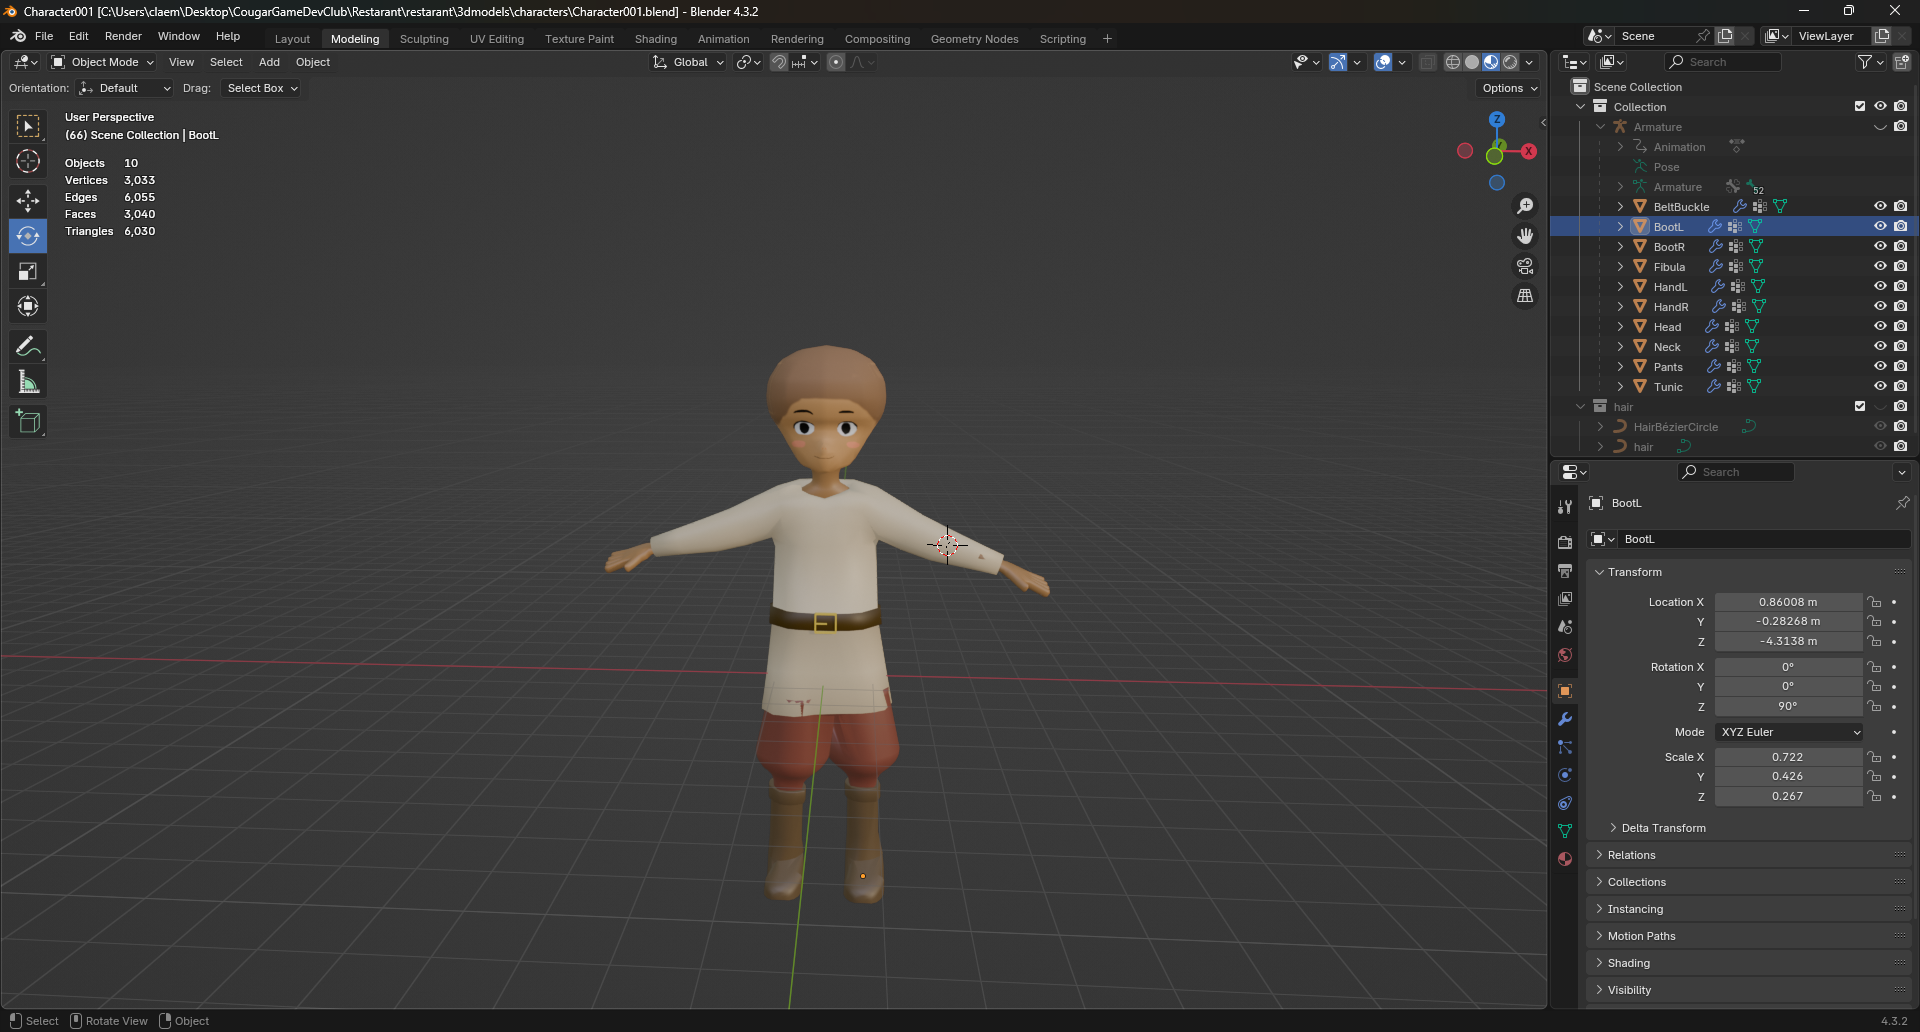 Character001 [C:\Users\claem\Desktop\CougarGameDevClub\Restarant\restarant\3dmodels\characters\Character001.blend] - Blender 4.3.2
File Edit Render Window Help Layout Modeling Sculpting UV Editing Texture Paint Shading Animation Rendering Compositing Geometry Nodes Scripting + Scene ViewLayer
Object Mode View Select Add Object Global Search
Orientation: Default Drag: Select Box Options
User Perspective
(66) Scene Collection | BootL
Objects 10
Vertices 3,033
Edges 6,055
Faces 3,040
Triangles 6,030
Z
X
Scene Collection
Collection
Armature
Animation
Pose
Armature 52
BeltBuckle
BootL
BootR
Fibula
HandL
HandR
Head
Neck
Pants
Tunic
hair
HairBézierCircle
hair
Search
BootL
BootL
Transform
Location X 0.86008 m
Y -0.28268 m
Z -4.3138 m
Rotation X 0°
Y 0°
Z 90°
Mode XYZ Euler
Scale X 0.722
Y 0.426
Z 0.267
Delta Transform
Relations
Collections
Instancing
Motion Paths
Shading
Visibility
Select Rotate View Object 4.3.2